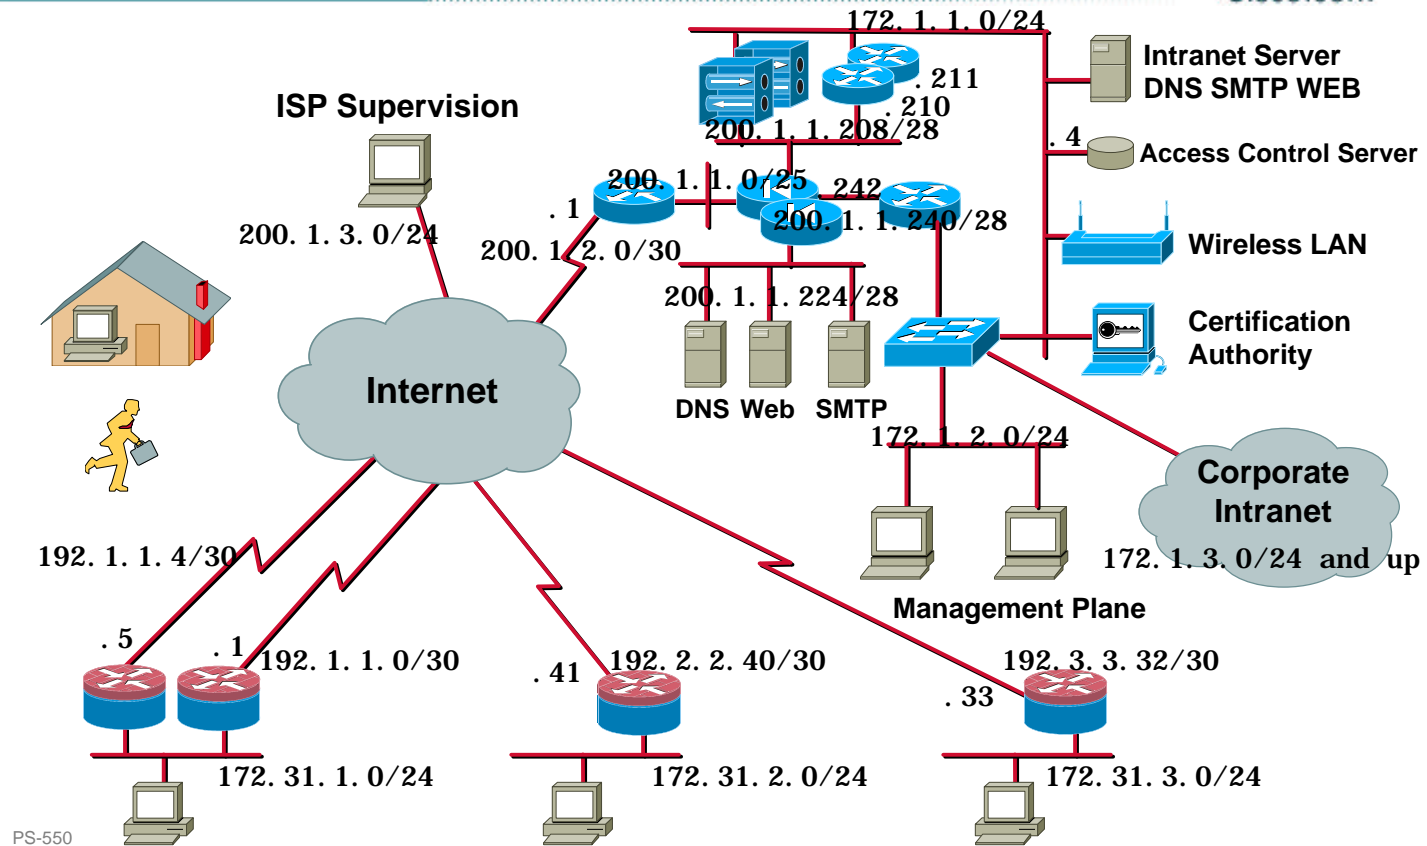 172. 1. 1. 0/24
Intranet Server
DNS SMTP WEB
. 211
. 210
ISP Supervision
200. 1. 1. 208/28
. 4
Access Control Server
200. 1. 1. 0/25
. 242
. 1
200. 1. 1. 240/28
200. 1. 3. 0/24
200. 1. 2. 0/30
Wireless LAN
200. 1. 1. 224/28
Certification
Authority
Internet
DNS Web SMTP
172. 1. 2. 0/24
Corporate
Intranet
172. 1. 3. 0/24 and up
192. 1. 1. 4/30
Management Plane
. 5
. 1
192. 1. 1. 0/30
. 41
192. 2. 2. 40/30
192. 3. 3. 32/30
. 33
172. 31. 1. 0/24
172. 31. 2. 0/24
172. 31. 3. 0/24
PS-550